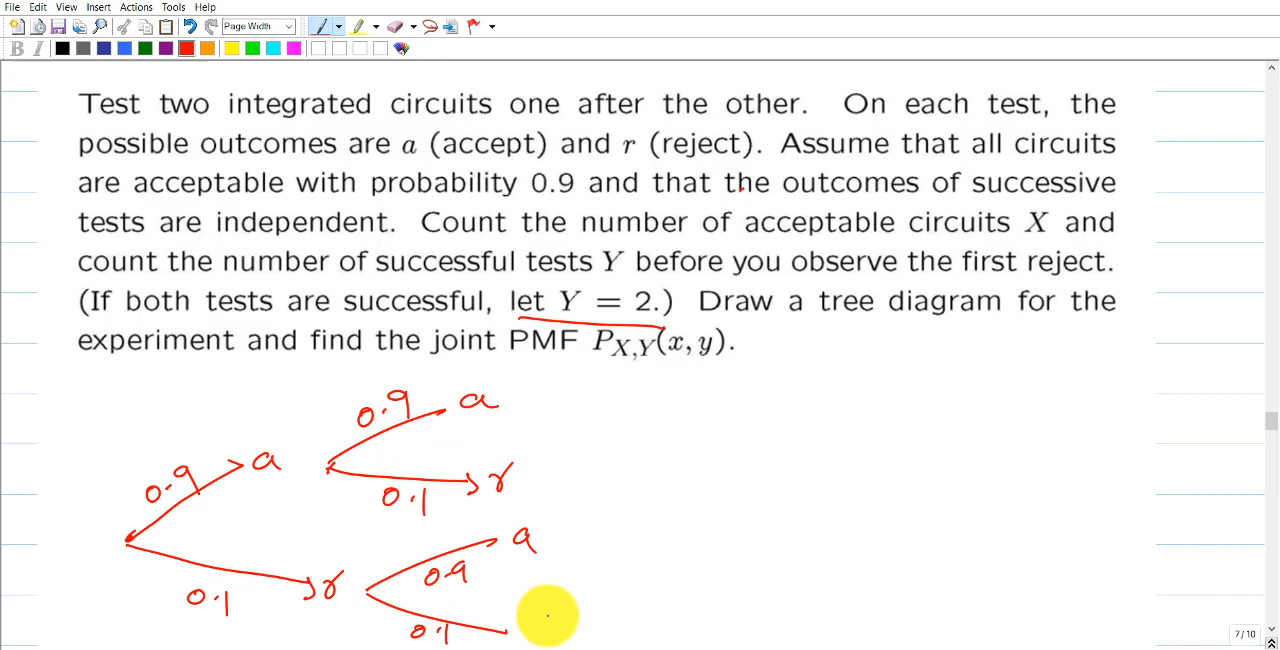 File Edit View Insert Actions Tools Help
Page Width
B I
Test two integrated circuits one after the other. On each test, the
possible outcomes are a (accept) and r (reject). Assume that all circuits
are acceptable with probability 0.9 and that the outcomes of successive
tests are independent. Count the number of acceptable circuits X and
count the number of successful tests Y before you observe the first reject.
(If both tests are successful, let Y = 2.) Draw a tree diagram for the
experiment and find the joint PMF P_{X,Y}(x, y).
0.9 a
0.9 a
0.1 r
0.1 r
0.9 a
0.1
7/10